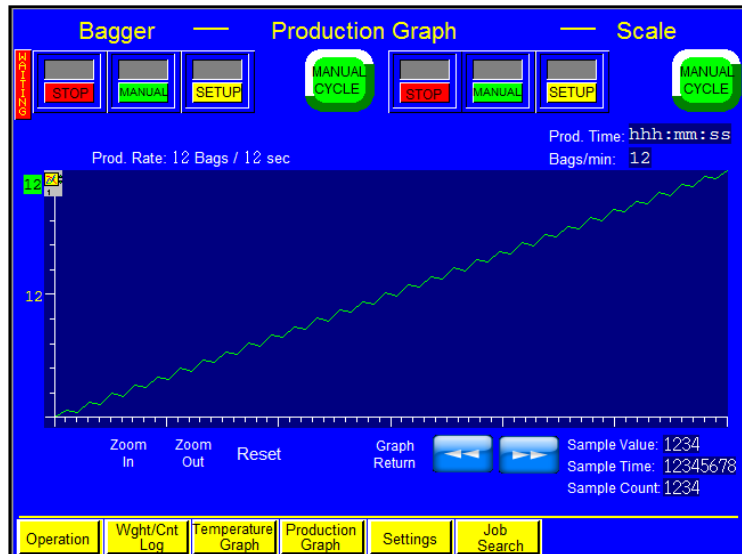 Bagger — Production Graph — Scale
WAITING
STOP MANUAL SETUP MANUAL CYCLE STOP MANUAL SETUP MANUAL CYCLE
Prod. Time: hhh:mm:ss
Prod. Rate: 12 Bags / 12 sec
Bags/min: 12
12
1
12
Zoom In
Zoom Out
Reset
Graph Return
Sample Value: 1234
Sample Time: 12345678
Sample Count: 1234
Operation
Wght/Cnt Log
Temperature Graph
Production Graph
Settings
Job Search